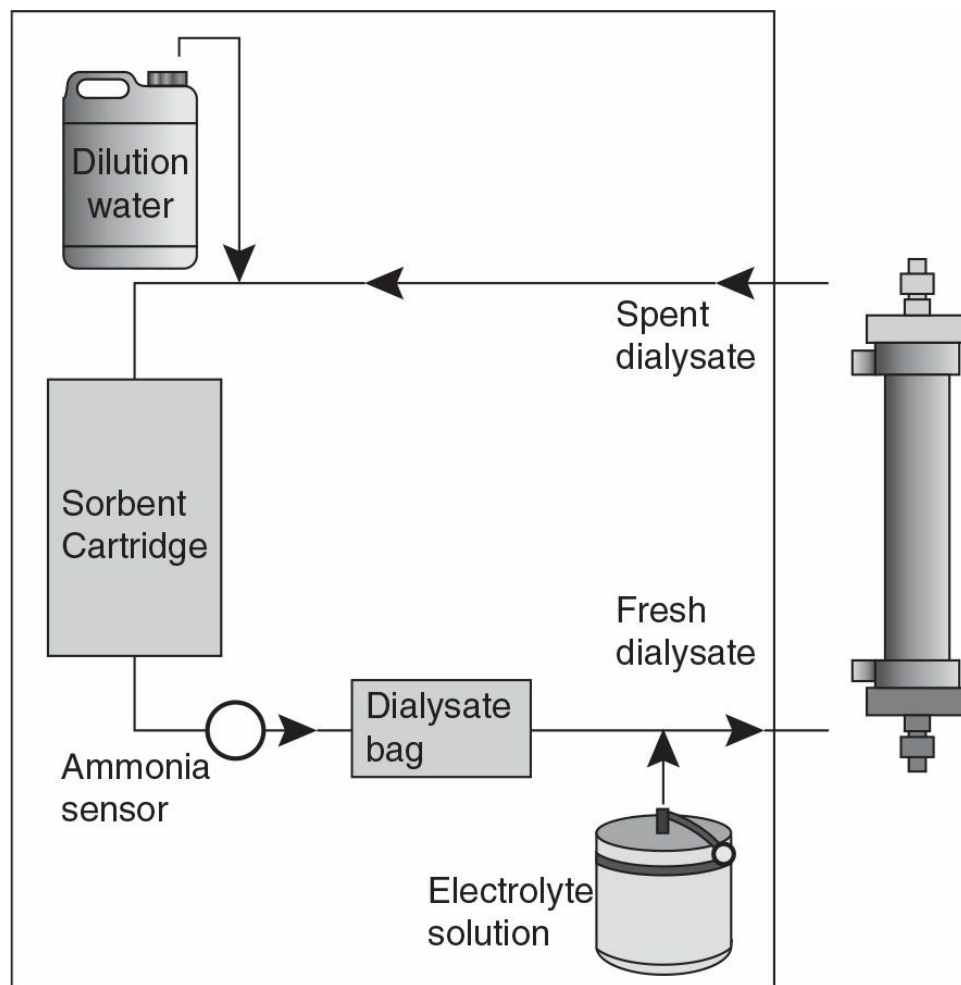 Dilution
water
Spent
dialysate
Sorbent
Cartridge
Fresh
dialysate
Ammonia
sensor
Dialysate
bag
Electrolyte
solution